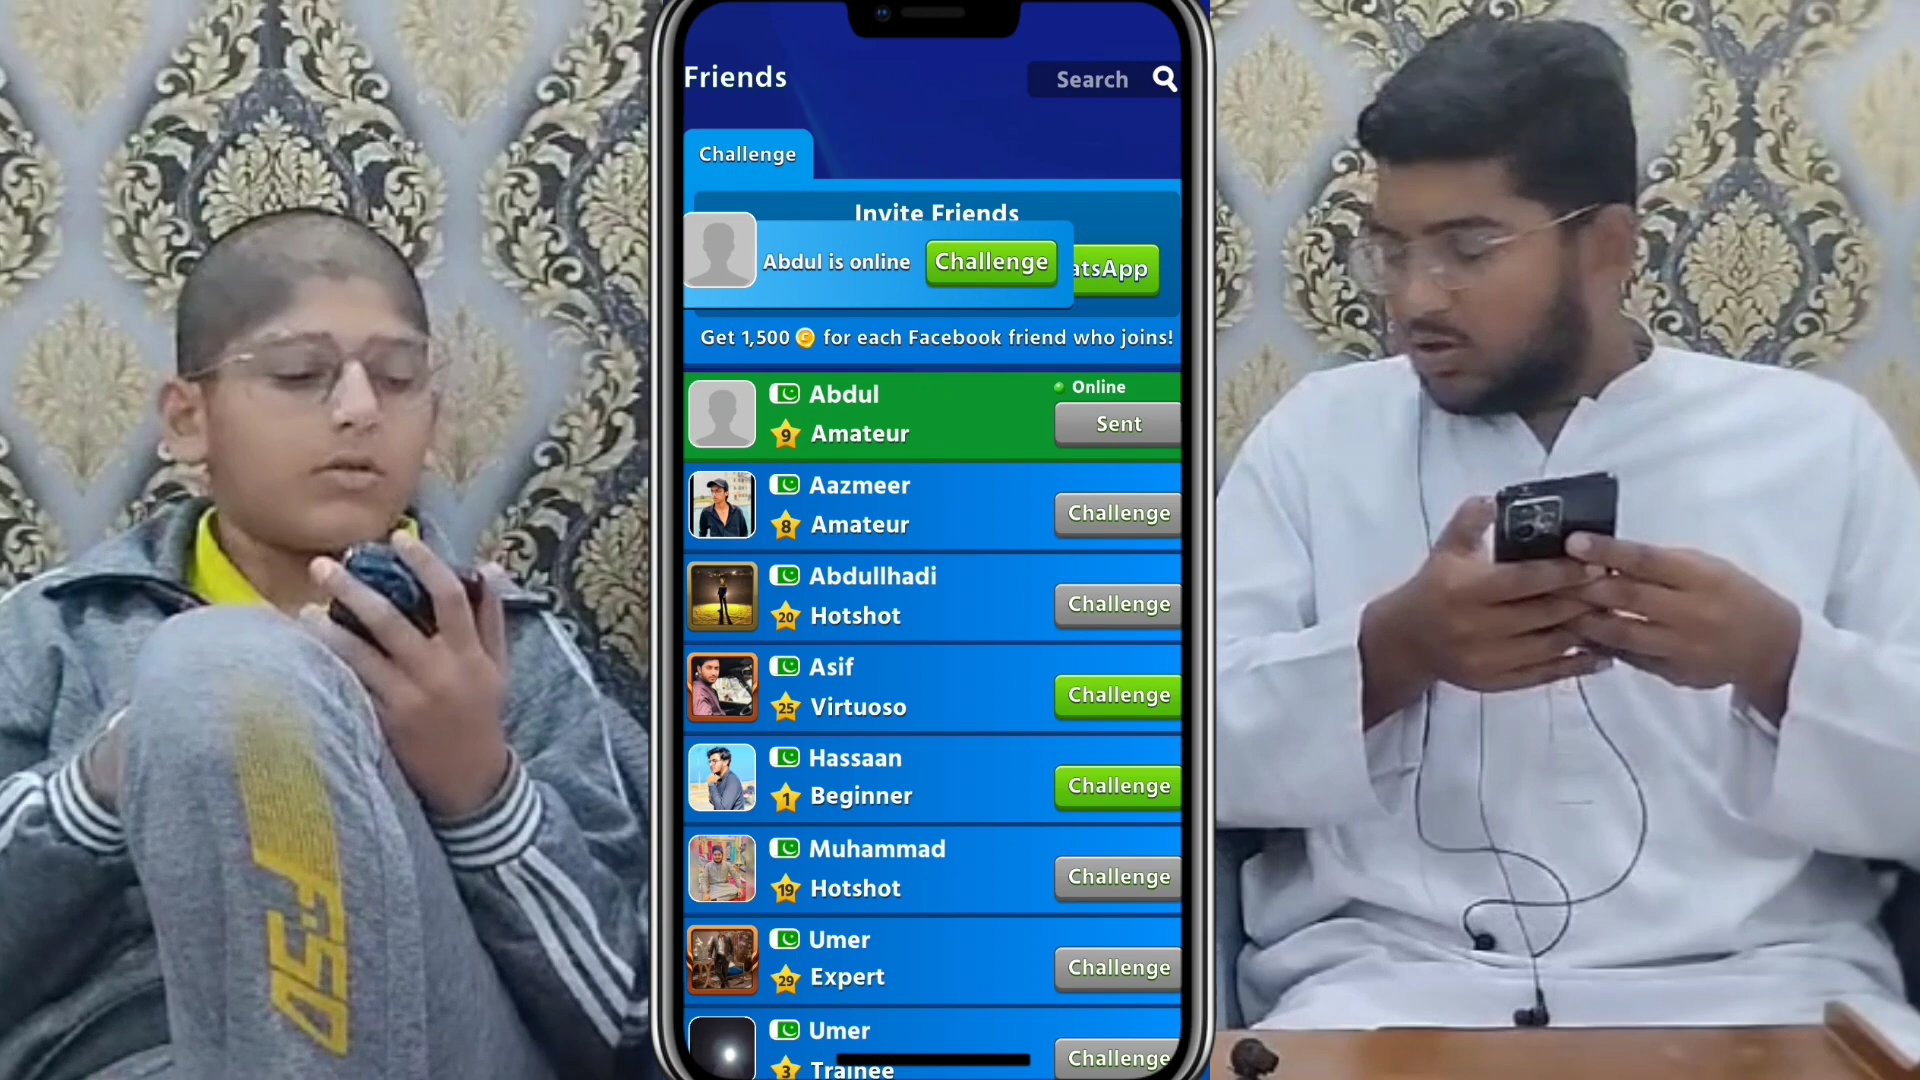 Friends
Search
Challenge
Invite Friends
Abdul is online
Challenge
atsApp
Get 1,500 for each Facebook friend who joins!
Abdul
Online
9
Amateur
Sent
Aazmeer
8
Amateur
Challenge
Abdullhadi
20
Hotshot
Challenge
Asif
25
Virtuoso
Challenge
Hassaan
1
Beginner
Challenge
Muhammad
19
Hotshot
Challenge
Umer
29
Expert
Challenge
Umer
3
Trainee
Challenge